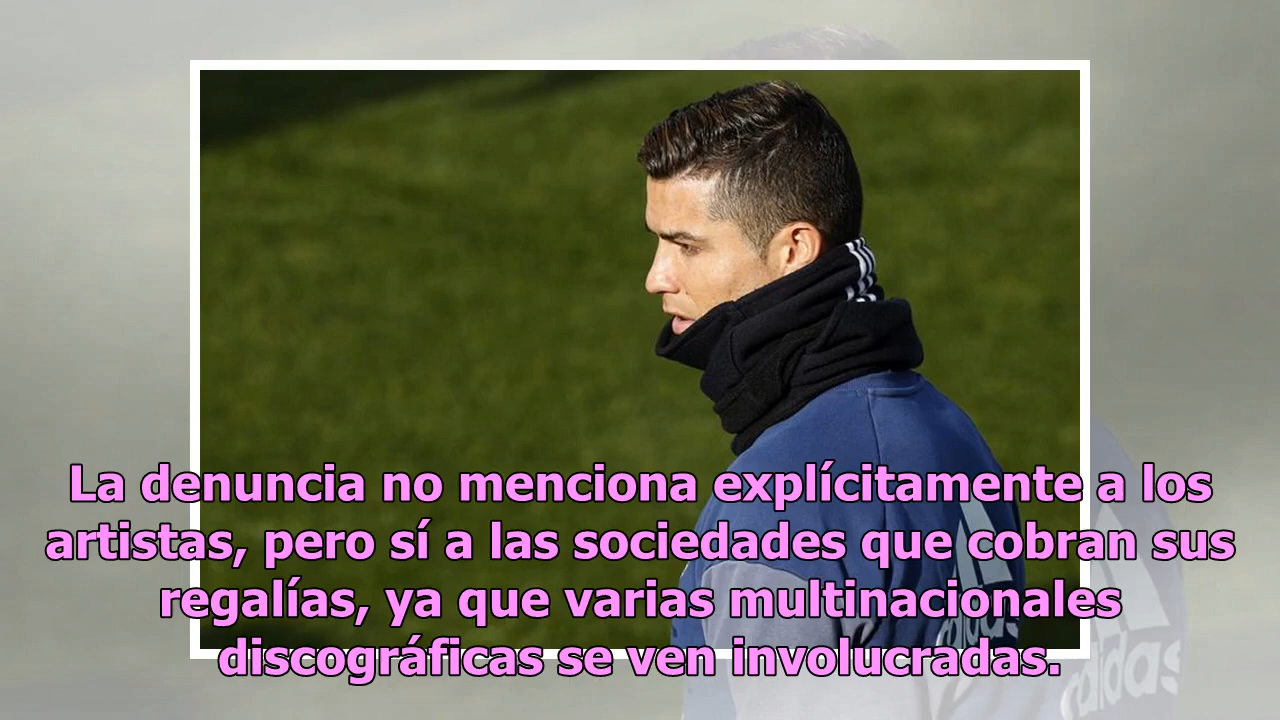 La denuncia no menciona explícitamente a los
artistas, pero sí a las sociedades que cobran sus
regalías, ya que varias multinacionales
discográficas se ven involucradas.
adidas